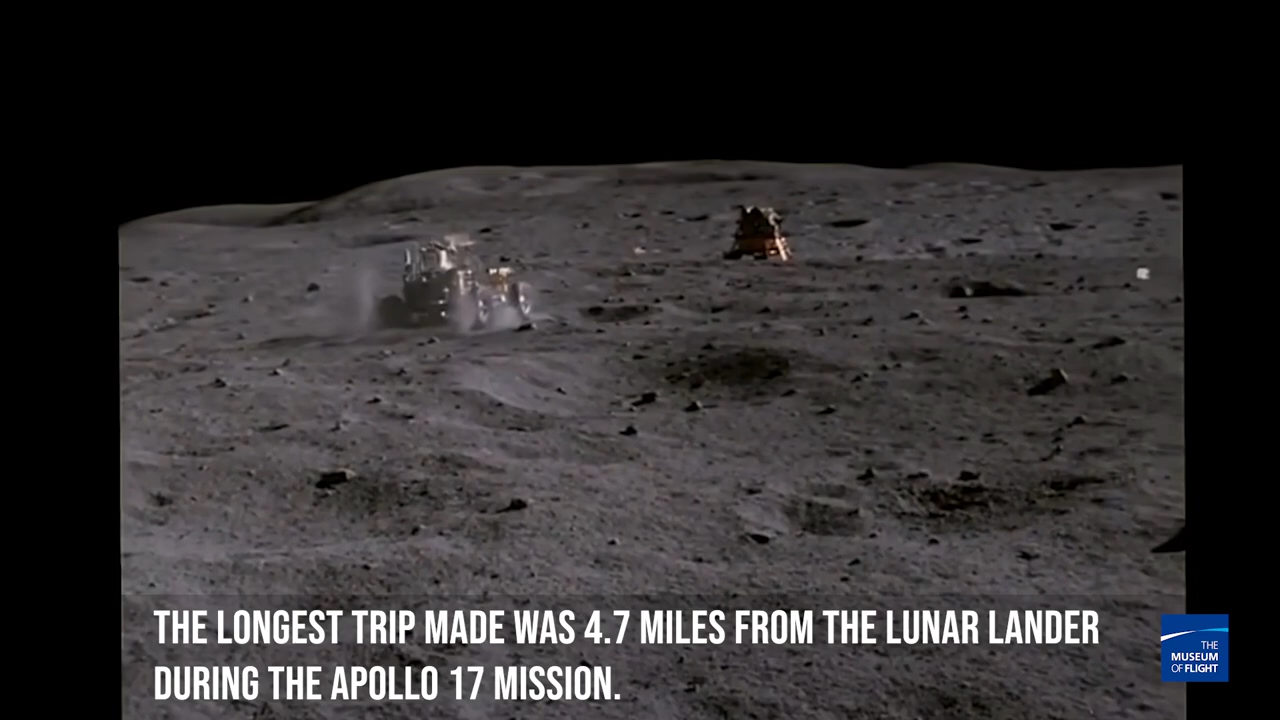 THE LONGEST TRIP MADE WAS 4.7 MILES FROM THE LUNAR LANDER
DURING THE APOLLO 17 MISSION.
THE
MUSEUM
OF FLIGHT